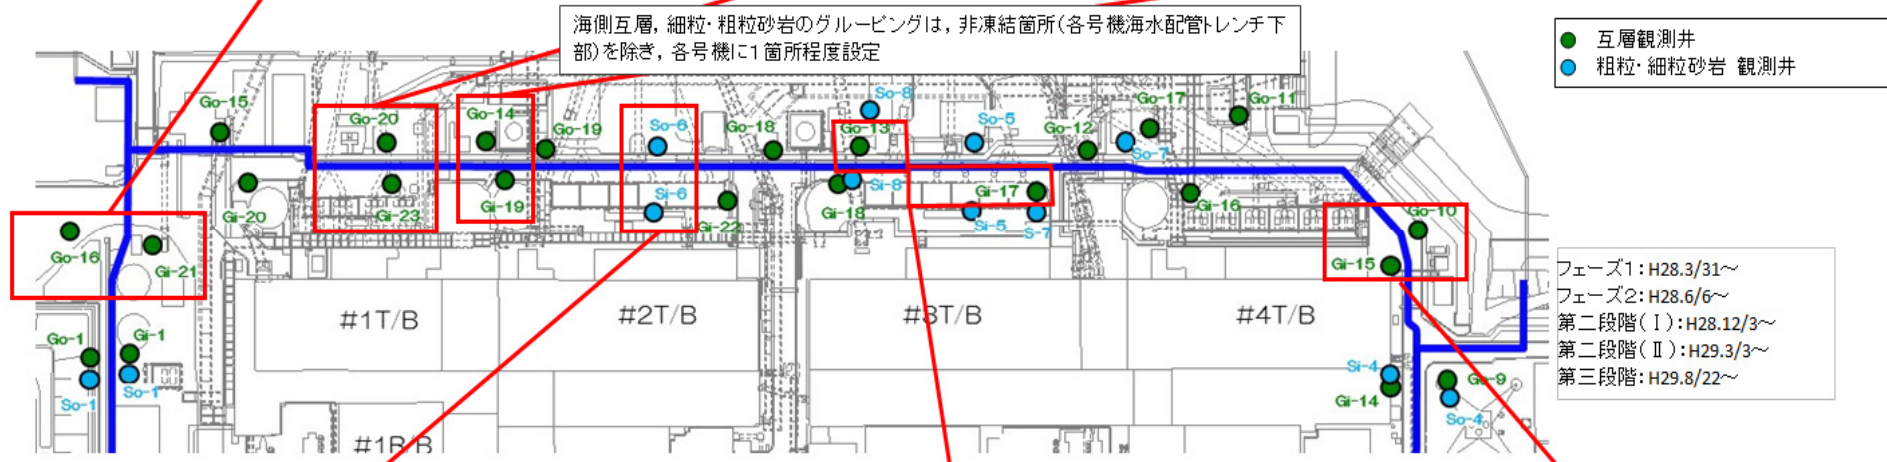 海側互層，細粒・粗粒砂岩のグルーピングは，非凍結箇所(各号機海水配管トレンチ下
部)を除き，各号機に1箇所程度設定
互層観測井
粗粒・細粒砂岩 観測井
Go-15
Go-20
Go-14
Go-19
So-6
Go-18
So-8
Go-13
So-5
Go-12
Go-17
So-7
Go-11
Gi-20
Gi-23
Gi-19
Si-6
Gi-22
Gi-18
Si-8
Gi-17
Si-5
S-7
Gi-16
Go-10
Gi-15
Go-16
Gi-21
#1T/B
#2T/B
#3T/B
#4T/B
Go-1
Gi-1
So-1
So-1
Si-4
Gi-14
Go-9
So-4
#1R/B
フェーズ1：H28.3/31～
フェーズ2：H28.6/6～
第二段階(Ⅰ)：H28.12/3～
第二段階(Ⅱ)：H29.3/3～
第三段階：H29.8/22～